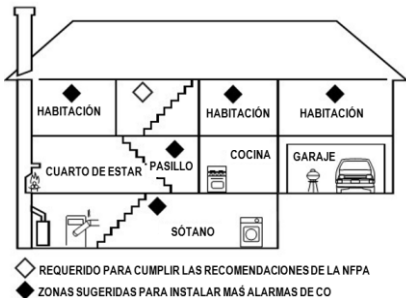 HABITACIÓN
HABITACIÓN
HABITACIÓN
CUARTO DE ESTAR
PASILLO
COCINA
GARAJE
SÓTANO
REQUERIDO PARA CUMPLIR LAS RECOMENDACIONES DE LA NFPA
ZONAS SUGERIDAS PARA INSTALAR MAŚ ALARMAS DE CO